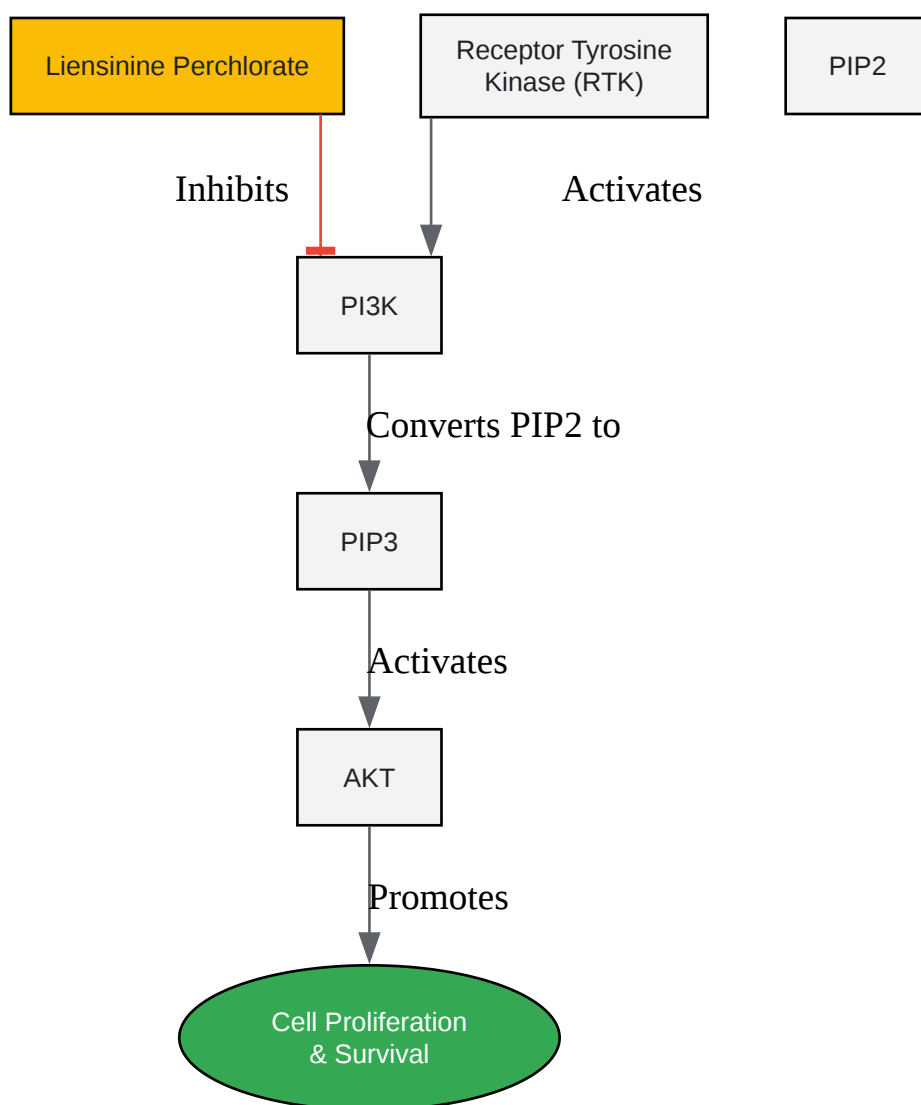 Liensinine Perchlorate
Receptor Tyrosine
Kinase (RTK)
PIP2
Inhibits
Activates
PI3K
Converts PIP2 to
PIP3
Activates
AKT
Promotes
Cell Proliferation
& Survival